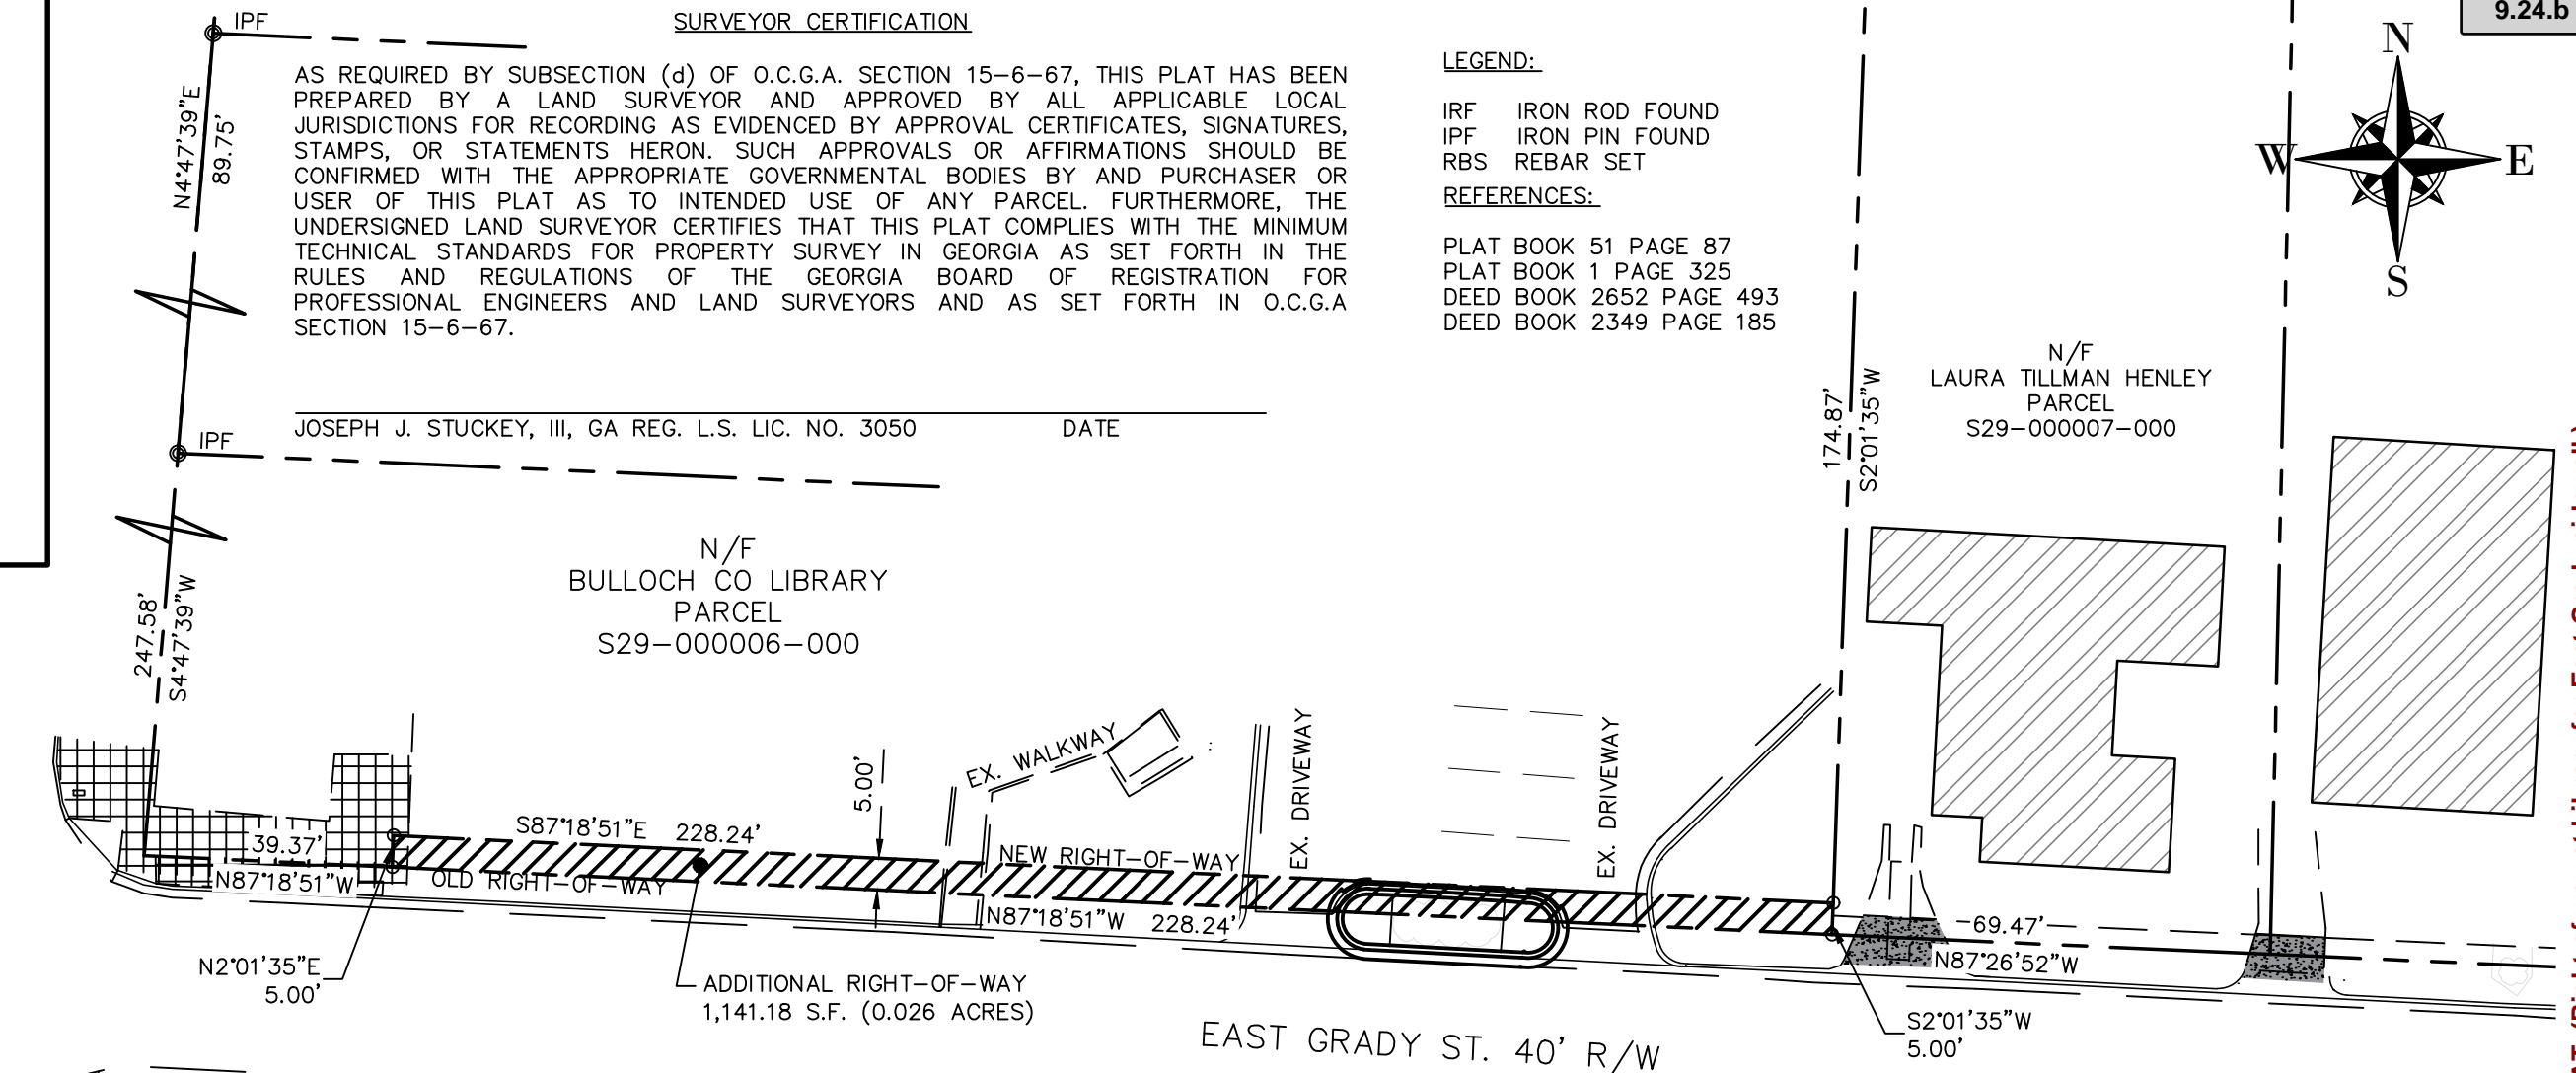 9.24.b
IPF
SURVEYOR CERTIFICATION
AS REQUIRED BY SUBSECTION (d) OF O.C.G.A. SECTION 15-6-67, THIS PLAT HAS BEEN
PREPARED BY A LAND SURVEYOR AND APPROVED BY ALL APPLICABLE LOCAL
JURISDICTIONS FOR RECORDING AS EVIDENCED BY APPROVAL CERTIFICATES, SIGNATURES,
STAMPS, OR STATEMENTS HERON. SUCH APPROVALS OR AFFIRMATIONS SHOULD BE
CONFIRMED WITH THE APPROPRIATE GOVERNMENTAL BODIES BY AND PURCHASER OR
USER OF THIS PLAT AS TO INTENDED USE OF ANY PARCEL. FURTHERMORE, THE
UNDERSIGNED LAND SURVEYOR CERTIFIES THAT THIS PLAT COMPLIES WITH THE MINIMUM
TECHNICAL STANDARDS FOR PROPERTY SURVEY IN GEORGIA AS SET FORTH IN THE
RULES AND REGULATIONS OF THE GEORGIA BOARD OF REGISTRATION FOR
PROFESSIONAL ENGINEERS AND LAND SURVEYORS AND AS SET FORTH IN O.C.G.A
SECTION 15-6-67.
JOSEPH J. STUCKEY, III, GA REG. L.S. LIC. NO. 3050 DATE
LEGEND:
IRF IRON ROD FOUND
IPF IRON PIN FOUND
RBS REBAR SET
REFERENCES:
PLAT BOOK 51 PAGE 87
PLAT BOOK 1 PAGE 325
DEED BOOK 2652 PAGE 493
DEED BOOK 2349 PAGE 185
N
W
E
S
N4°47'39"E
89.75'
IPF
247.58'
S4°47'39"W
N/F
BULLOCH CO LIBRARY
PARCEL
S29-000006-000
174.87'
S2°01'35"W
N/F
LAURA TILLMAN HENLEY
PARCEL
S29-000007-000
39.37'
N87°18'51"W
S87°18'51"E 228.24'
OLD RIGHT-OF-WAY
5.00'
EX. WALKWAY
NEW RIGHT-OF-WAY
N87°18'51"W 228.24'
EX. DRIVEWAY
EX. DRIVEWAY
69.47'
N87°26'52"W
N2°01'35"E
5.00'
ADDITIONAL RIGHT-OF-WAY
1,141.18 S.F. (0.026 ACRES)
S2°01'35"W
5.00'
EAST GRADY ST. 40' R/W